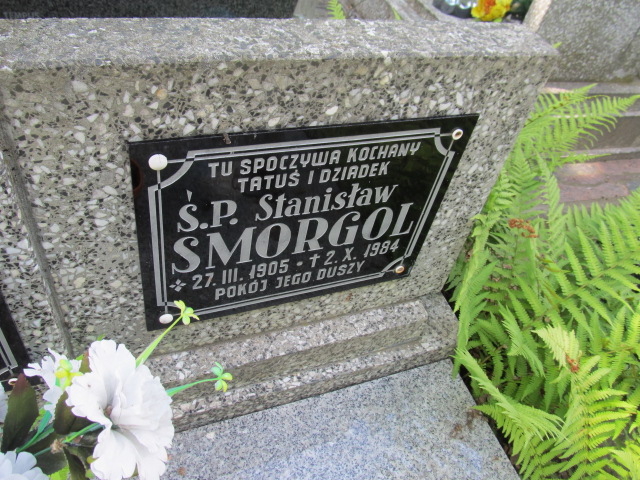 TU SPOCZYWA KOCHANY
TATUŚ I DZIADEK
Ś.P. Stanisław
SMORGOL
27. III. 1905 · † 2. X. 1984
POKÓJ JEGO DUSZY